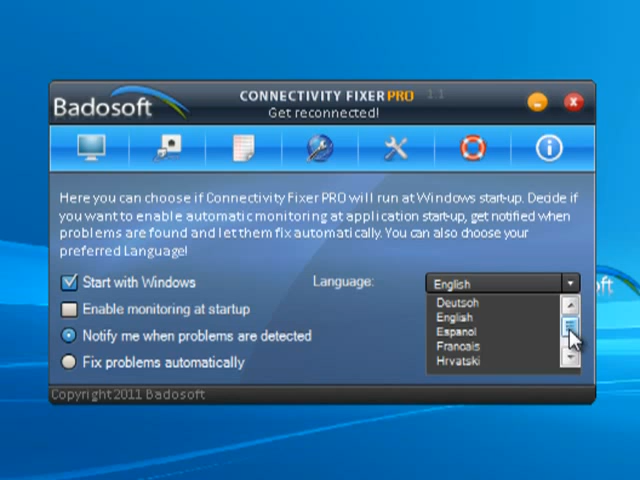 Badosoft
CONNECTIVITY FIXER PRO 1.1
Get reconnected!
Here you can choose if Connectivity Fixer PRO will run at Windows start-up. Decide if
you want to enable automatic monitoring at application start-up, get notified when
problems are found and let them fix automatically. You can also choose your
preferred Language!
Start with Windows
Language:
English
Enable monitoring at startup
Notify me when problems are detected
Fix problems automatically
Deutsch
English
Espanol
Francais
Hrvatski
ft
Copyright 2011 Badosoft